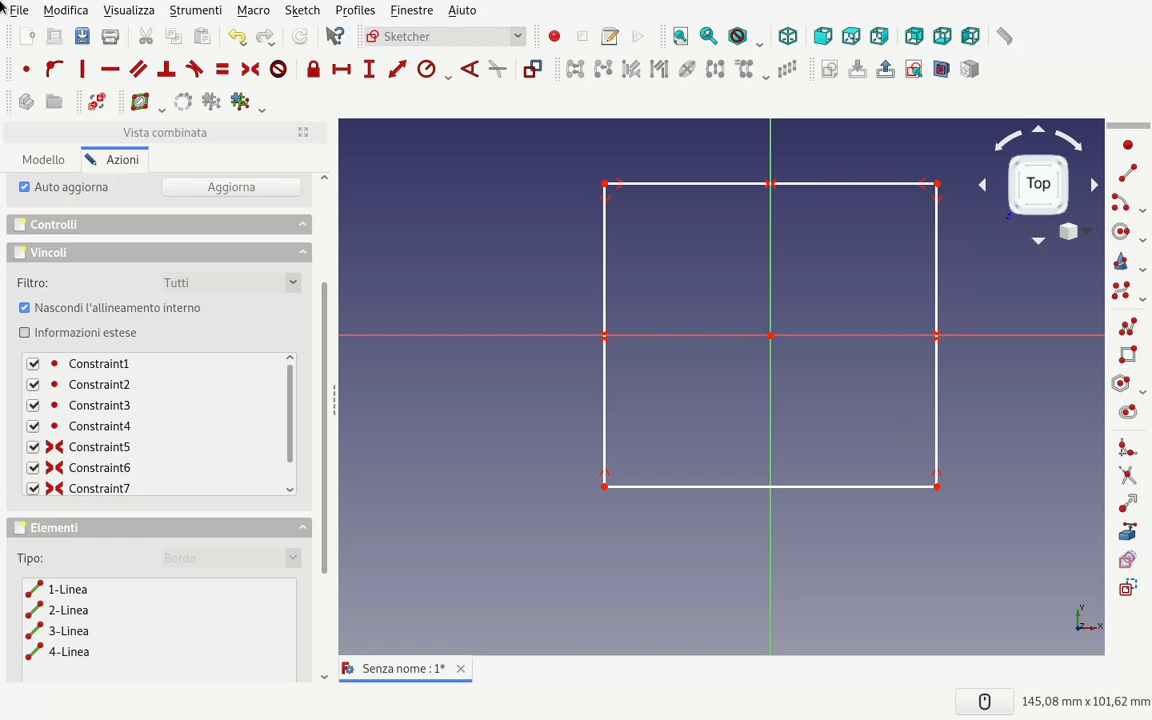 File Modifica Visualizza Strumenti Macro Sketch Profiles Finestre Aiuto
Sketcher
Vista combinata
Modello Azioni
Auto aggiorna Aggiorna
Controlli
Vincoli
Filtro: Tutti
Nascondi l'allineamento interno
Informazioni estese
Constraint1
Constraint2
Constraint3
Constraint4
Constraint5
Constraint6
Constraint7
Elementi
Tipo: Bordo
1-Linea
2-Linea
3-Linea
4-Linea
Top
Z
Y
X
Z
Senza nome : 1*
145,08 mm x 101,62 mm